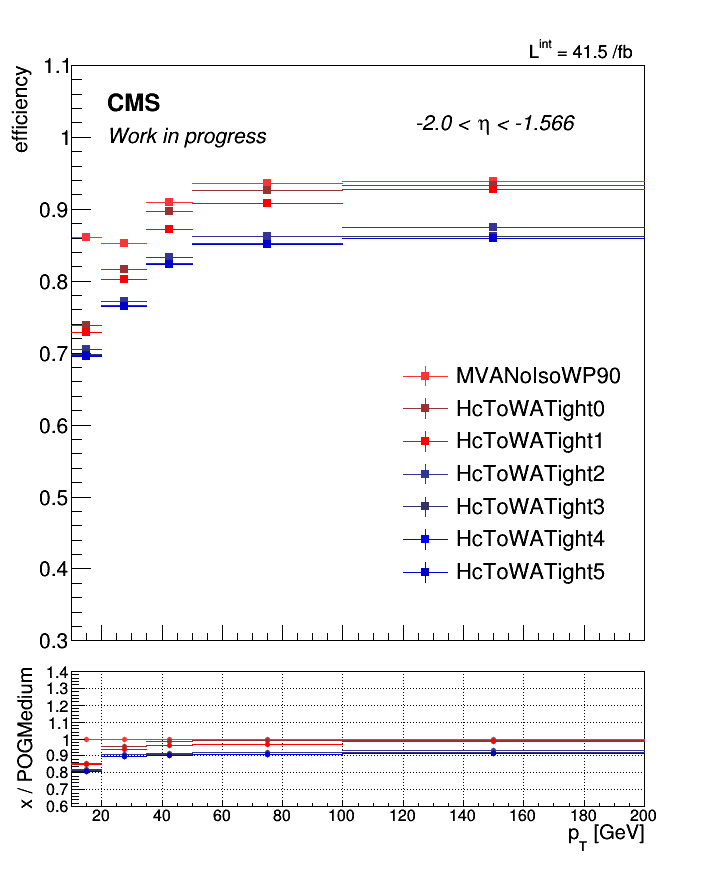 L^int = 41.5 /fb
efficiency
1.1
CMS
Work in progress
-2.0 < η < -1.566
1
0.9
0.8
0.7
0.6
0.5
0.4
0.3
MVANoIsoWP90
HcToWATight0
HcToWATight1
HcToWATight2
HcToWATight3
HcToWATight4
HcToWATight5
x / POGMedium
1.4
1.3
1.2
1.1
1
0.9
0.8
0.7
0.6
20 40 60 80 100 120 140 160 180 200
p_T [GeV]